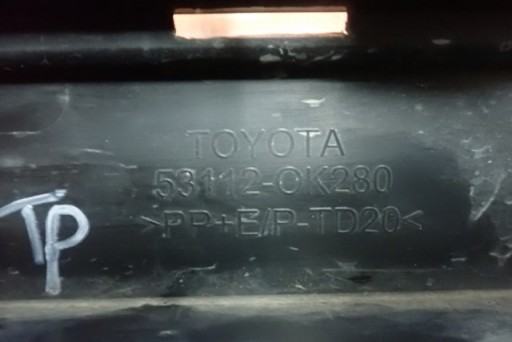 TOYOTA
53112-0K280
>PP+E/P-TD20<
TP